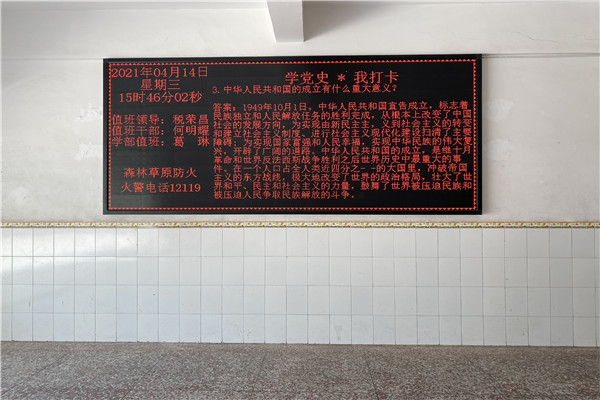 2021年04月14日
星期三
15时46分02秒
值班领导：税荣昌
值班干部：何明耀
学部值班：葛　琳
森林草原防火
火警电话12119
学党史 * 我打卡
3.中华人民共和国的成立有什么重大意义？
答案：1949年10月1日，中华人民共和国宣告成立，标志着
民族独立和人民解放任务的胜利完成，从根本上改变了中国
社会的发展方向，为实现由新民主主义到社会主义的转变
和建立社会主义制度、进行社会主义现代化建设扫清了主要
障碍，为实现国家富强和人民幸福，实现中华民族的伟大复
兴，开辟了广阔的道路。中华人民共和国的成立，是继十月
革命和世界反法西斯战争胜利之后世界历史中最重大的事
件。在一个人口占全人类近四分之一的大国里，冲破帝国
主义的东方战线，极大地改变了世界的政治格局，壮大了世
界和平、民主和社会主义的力量，鼓舞了世界被压迫民族和
被压迫人民争取民族解放的斗争。